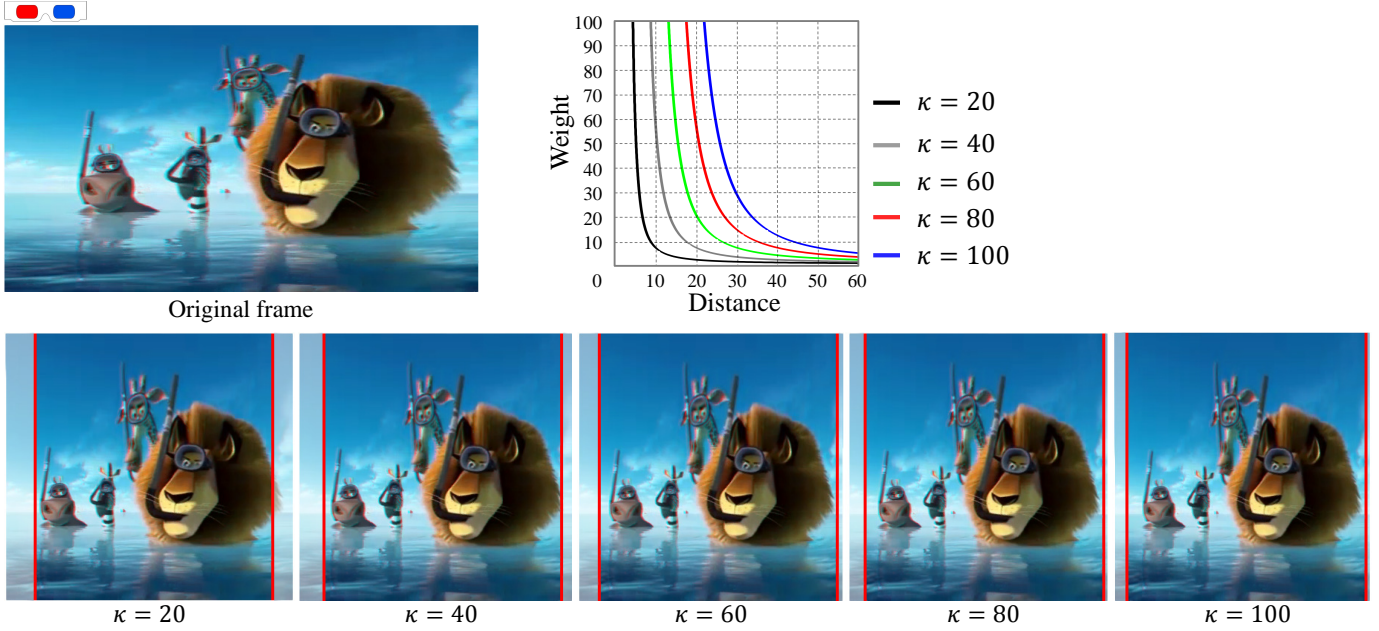 100
90
80
70
60
50
40
30
20
10
0
Weight
10 20 30 40 50 60
Distance
κ = 20
κ = 40
κ = 60
κ = 80
κ = 100
Original frame
κ = 20 κ = 40 κ = 60 κ = 80 κ = 100